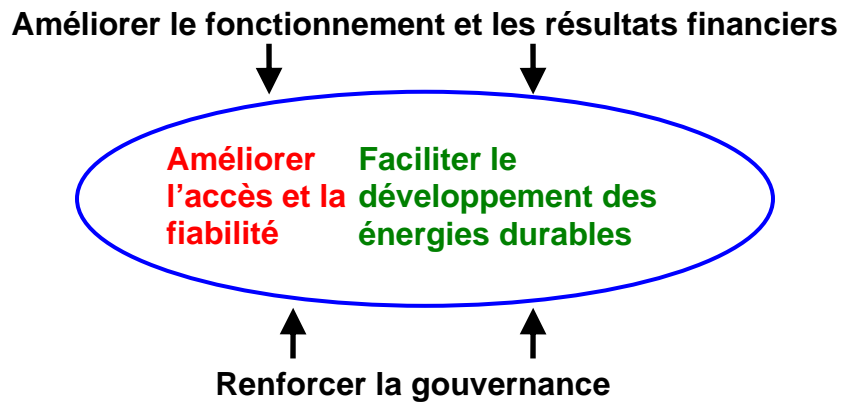 Améliorer le fonctionnement et les résultats financiers
Améliorer
l’accès et la
fiabilité
Faciliter le
développement des
énergies durables
Renforcer la gouvernance